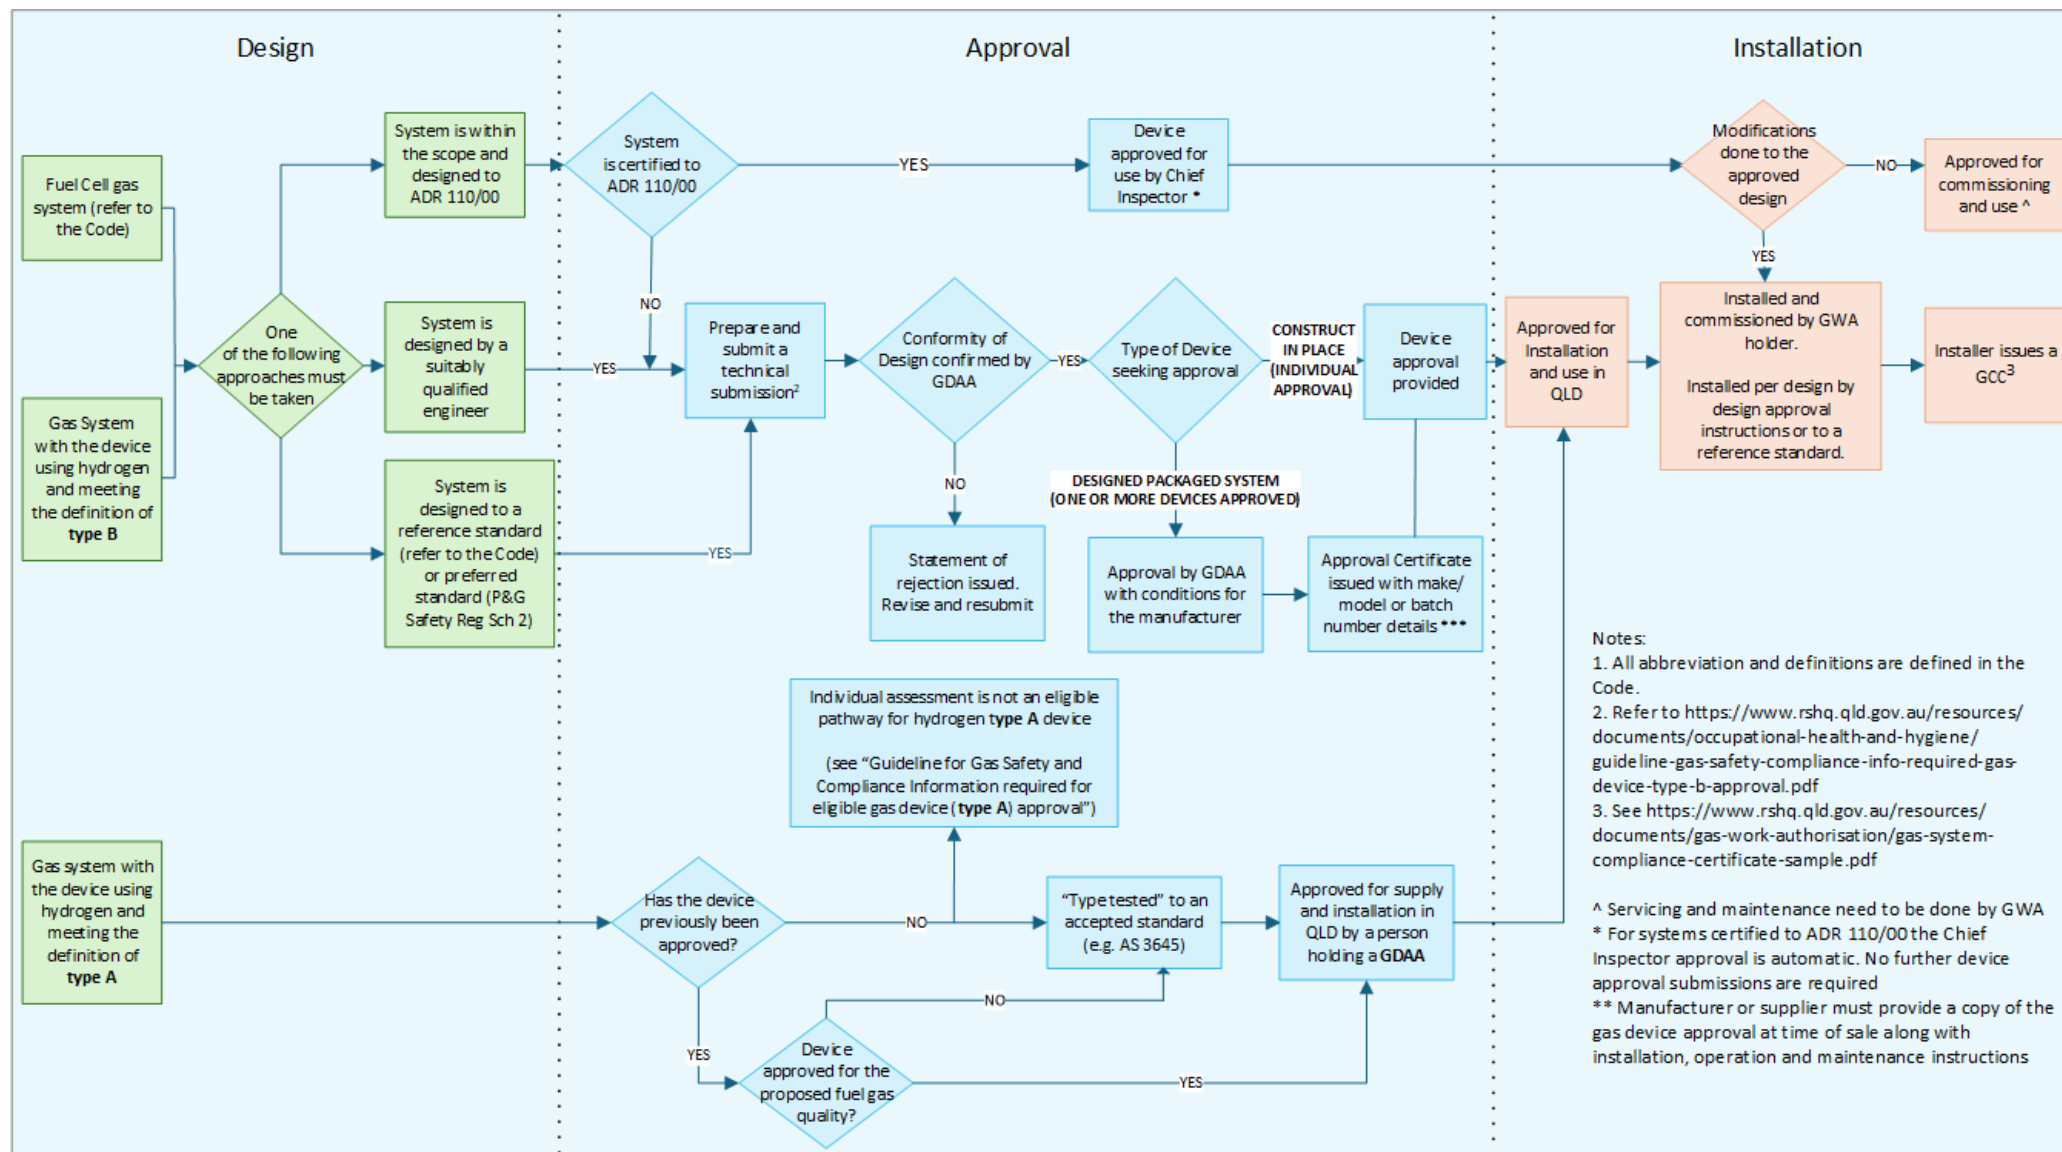 Design
Approval
Installation
Fuel Cell gas
system (refer to
the Code)
Gas System
with the device
using hydrogen
and meeting
the definition of
type B
One
of the following
approaches must
be taken
System is within
the scope and
designed to
ADR 110/00
System is
designed by a
suitably
qualified
engineer
System is
designed to a
reference standard
(refer to the Code)
or preferred
standard (P&G
Safety Reg Sch 2)
System
is certified to
ADR 110/00
YES
NO
Device
approved for
use by Chief
Inspector *
YES
YES
Prepare and
submit a
technical
submission2
Conformity of
Design confirmed by
GDAA
YES
NO
Statement of
rejection issued.
Revise and resubmit
Type of Device
seeking approval
CONSTRUCT
IN PLACE
(INDIVIDUAL
APPROVAL)
DESIGNED PACKAGED SYSTEM
(ONE OR MORE DEVICES APPROVED)
Device
approval
provided
Approval by GDAA
with conditions for
the manufacturer
Approval Certificate
issued with make/
model or batch
number details ***
Modifications
done to the
approved
design
NO
YES
Approved for
commissioning
and use ^
Approved for
Installation
and use in
QLD
Installed and
commissioned by GWA
holder.
Installed per design by
design approval
instructions or to a
reference standard.
Installer issues a
GCC3
Gas system with
the device using
hydrogen and
meeting the
definition of
type A
Has the device
previously been
approved?
NO
YES
Individual assessment is not an eligible
pathway for hydrogen type A device
(see “Guideline for Gas Safety and
Compliance Information required for
eligible gas device (type A) approval”)
“Type tested” to an
accepted standard
(e.g. AS 3645)
Approved for supply
and installation in
QLD by a person
holding a GDAA
Device
approved for the
proposed fuel gas
quality?
NO
YES
Notes:
1. All abbreviation and definitions are defined in the
Code.
2. Refer to https://www.rshq.qld.gov.au/resources/
documents/occupational-health-and-hygiene/
guideline-gas-safety-compliance-info-required-gas-
device-type-b-approval.pdf
3. See https://www.rshq.qld.gov.au/resources/
documents/gas-work-authorisation/gas-system-
compliance-certificate-sample.pdf
^ Servicing and maintenance need to be done by GWA
* For systems certified to ADR 110/00 the Chief
Inspector approval is automatic. No further device
approval submissions are required
** Manufacturer or supplier must provide a copy of the
gas device approval at time of sale along with
installation, operation and maintenance instructions